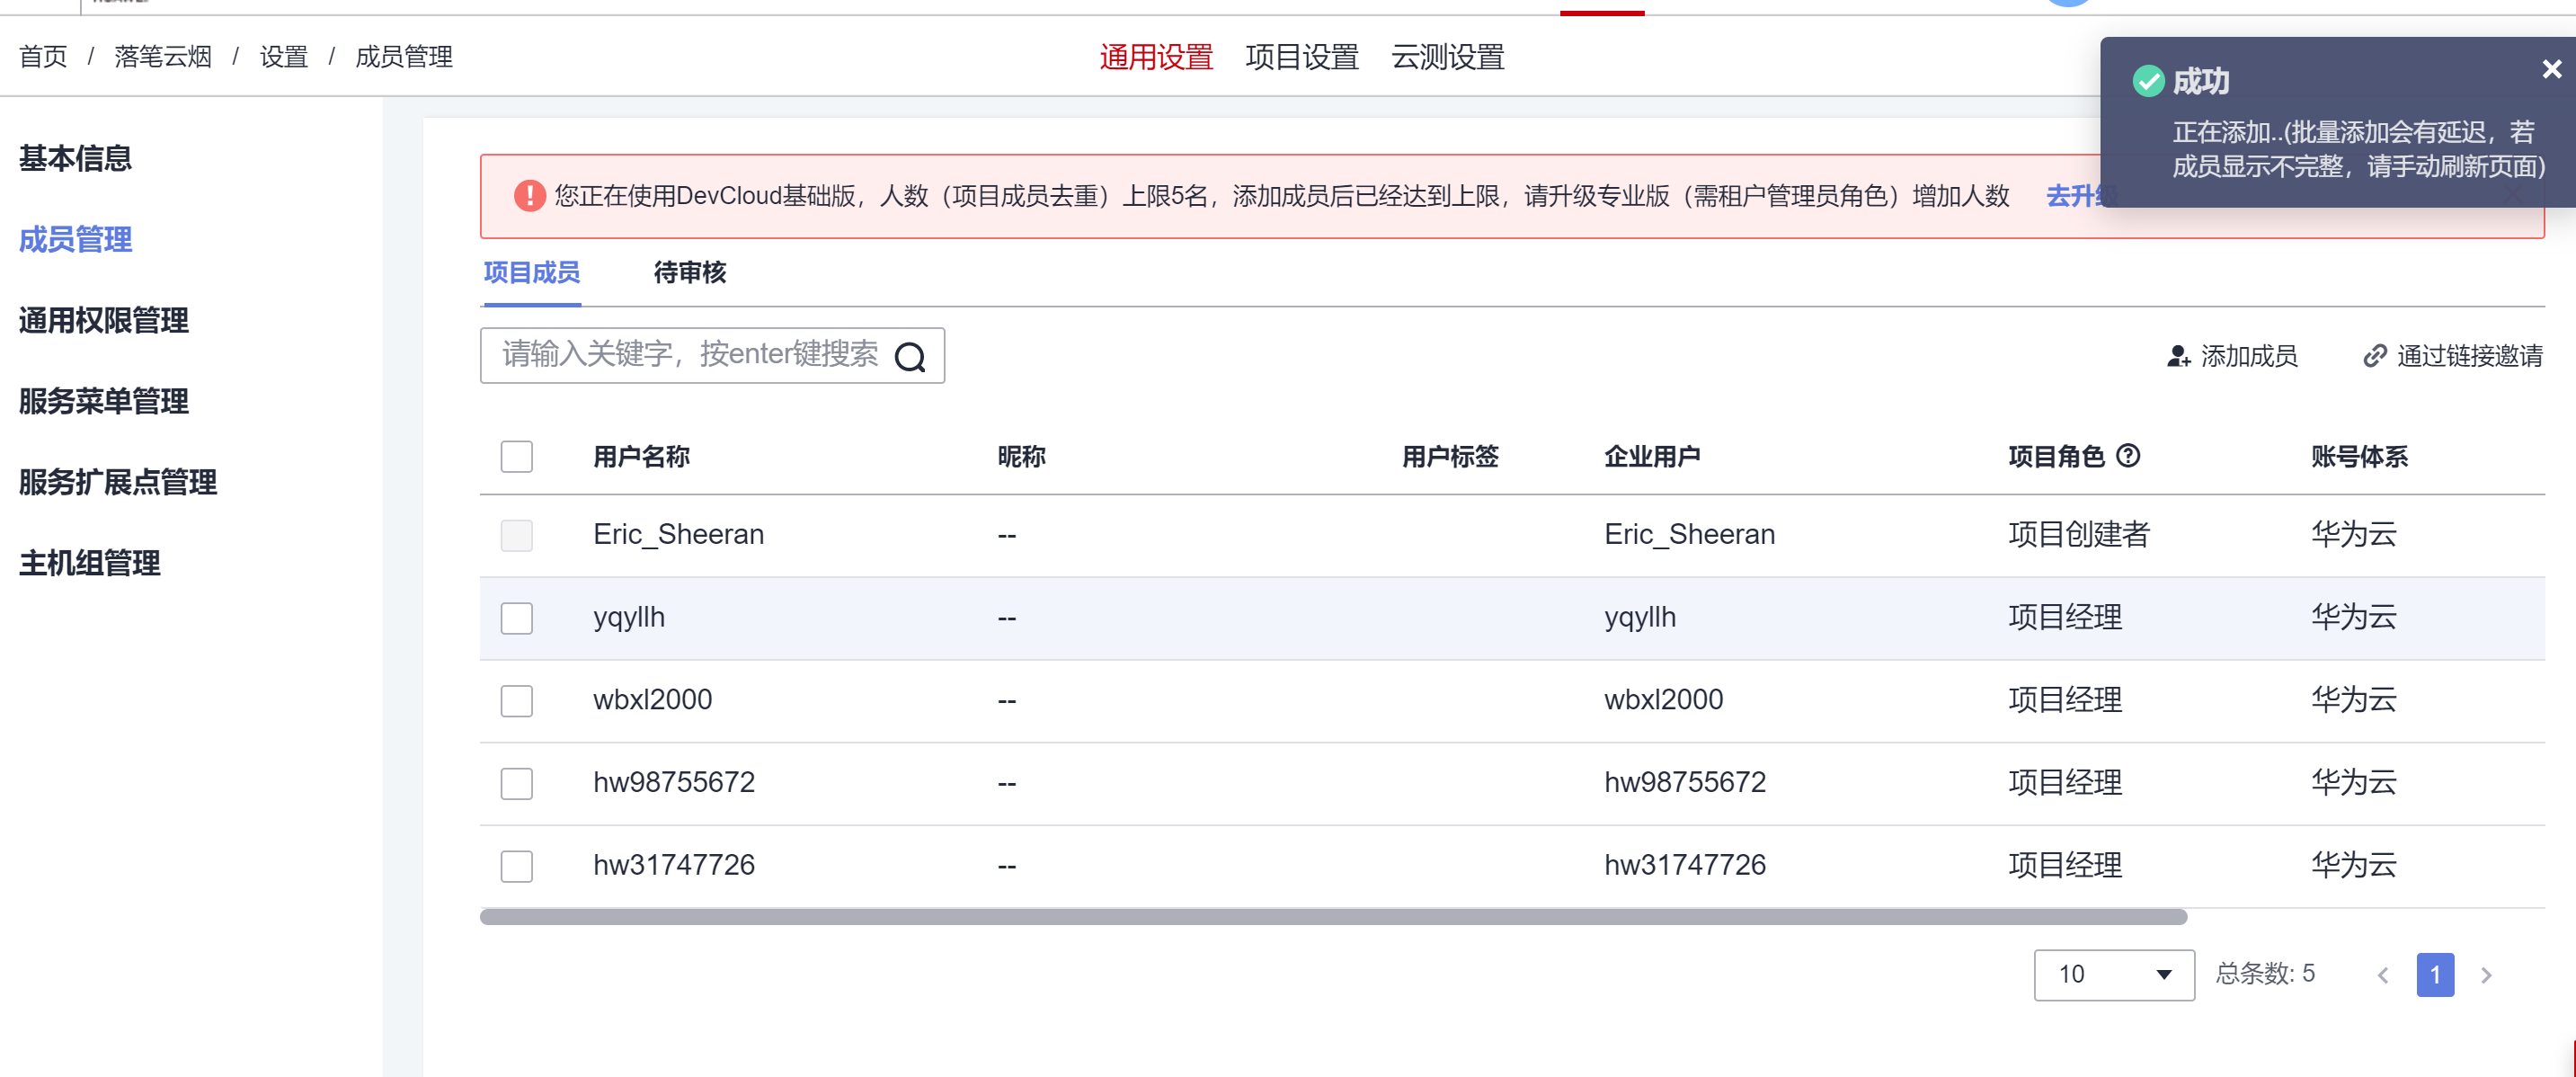 首页 / 落笔云烟 / 设置 / 成员管理
通用设置 项目设置 云测设置
成功
正在添加..(批量添加会有延迟，若
成员显示不完整，请手动刷新页面)
基本信息
成员管理
通用权限管理
服务菜单管理
服务扩展点管理
主机组管理
您正在使用DevCloud基础版，人数（项目成员去重）上限5名，添加成员后已经达到上限，请升级专业版（需租户管理员角色）增加人数 去升级
项目成员 待审核
请输入关键字，按enter键搜索
添加成员 通过链接邀请
用户名称 昵称 用户标签 企业用户 项目角色 账号体系
Eric_Sheeran -- Eric_Sheeran 项目创建者 华为云
yqyllh -- yqyllh 项目经理 华为云
wbxl2000 -- wbxl2000 项目经理 华为云
hw98755672 -- hw98755672 项目经理 华为云
hw31747726 -- hw31747726 项目经理 华为云
10 总条数: 5 < 1 >